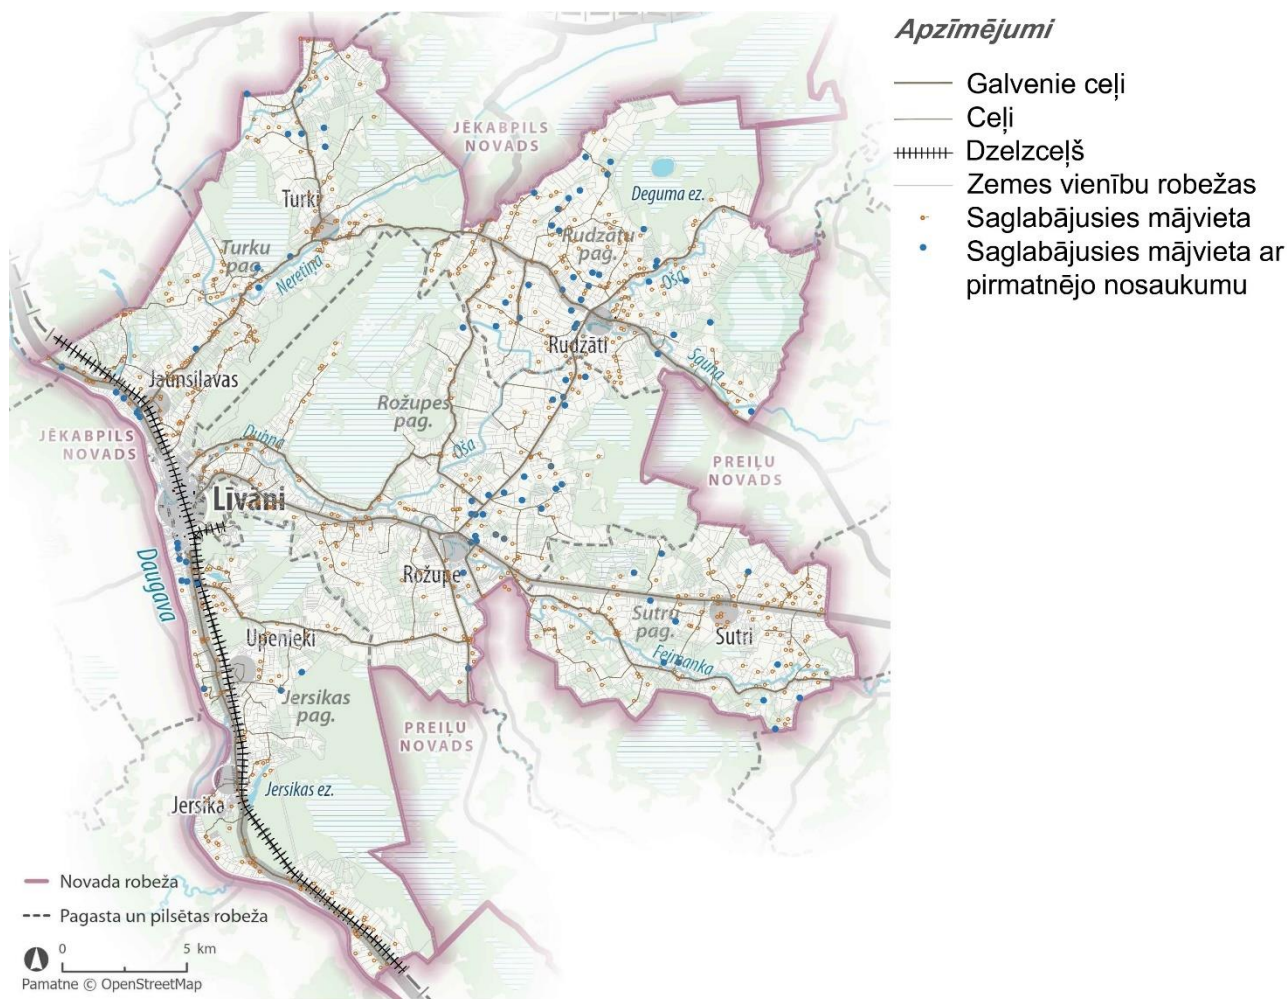 Apzīmējumi
Galvenie ceļi
Ceļi
Dzelzceļš
Zemes vienību robežas
Saglabājusies mājvieta
Saglabājusies mājvieta ar
pirmatnējo nosaukumu
JĒKABPILS
NOVADS
Turki
Deguma ez.
Turku
pag.
Rudzātu
pag.
Neretiņa
Oša
Rudzāti
Sauna
Jaunsilavas
Rožupes
pag.
JĒKABPILS
NOVADS
Dubna
Oša
PREIĻU
NOVADS
Līvāni
Daugava
Rožupe
Sutru
pag.
Sutri
Upenieki
Feimanka
Jersikas
pag.
PREIĻU
NOVADS
Jersikas ez.
Jersika
Novada robeža
Pagasta un pilsētas robeža
0 5 km
Pamatne © OpenStreetMap